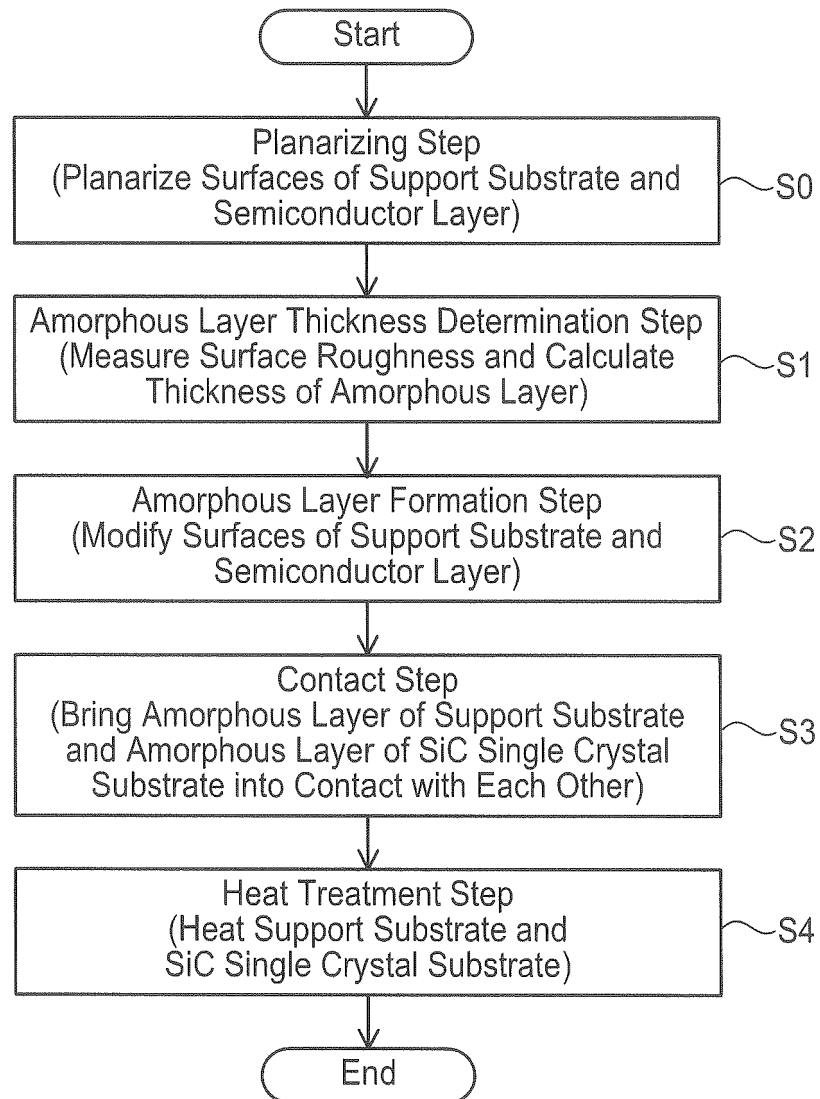 Start
Planarizing Step
(Planarize Surfaces of Support Substrate and
Semiconductor Layer)
S0
Amorphous Layer Thickness Determination Step
(Measure Surface Roughness and Calculate
Thickness of Amorphous Layer)
S1
Amorphous Layer Formation Step
(Modify Surfaces of Support Substrate and
Semiconductor Layer)
S2
Contact Step
(Bring Amorphous Layer of Support Substrate
and Amorphous Layer of SiC Single Crystal
Substrate into Contact with Each Other)
S3
Heat Treatment Step
(Heat Support Substrate and
SiC Single Crystal Substrate)
S4
End